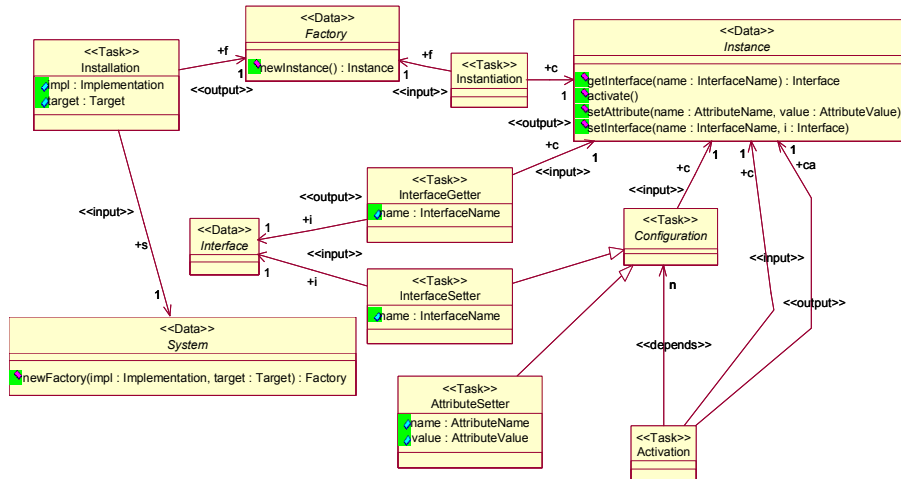 <<Data>>
Factory
newInstance() : Instance
<<Task>>
Installation
impl : Implementation
target : Target
+f
1
<<output>>
+f
1
<<input>>
<<Task>>
Instantiation
+c
1
<<output>>
<<Data>>
Instance
getInterface(name : InterfaceName) : Interface
activate()
setAttribute(name : AttributeName, value : AttributeValue)
setInterface(name : InterfaceName, i : Interface)
+c
1
<<input>>
+c
1
<<input>>
1
+c
<<input>>
1
+ca
<<output>>
<<Task>>
InterfaceGetter
name : InterfaceName
<<output>>
+i
1
<<Data>>
Interface
<<input>>
+i
1
<<Task>>
Configuration
<<Task>>
InterfaceSetter
name : InterfaceName
<<input>>
+s
1
<<Data>>
System
newFactory(impl : Implementation, target : Target) : Factory
n
<<depends>>
<<Task>>
AttributeSetter
name : AttributeName
value : AttributeValue
<<Task>>
Activation